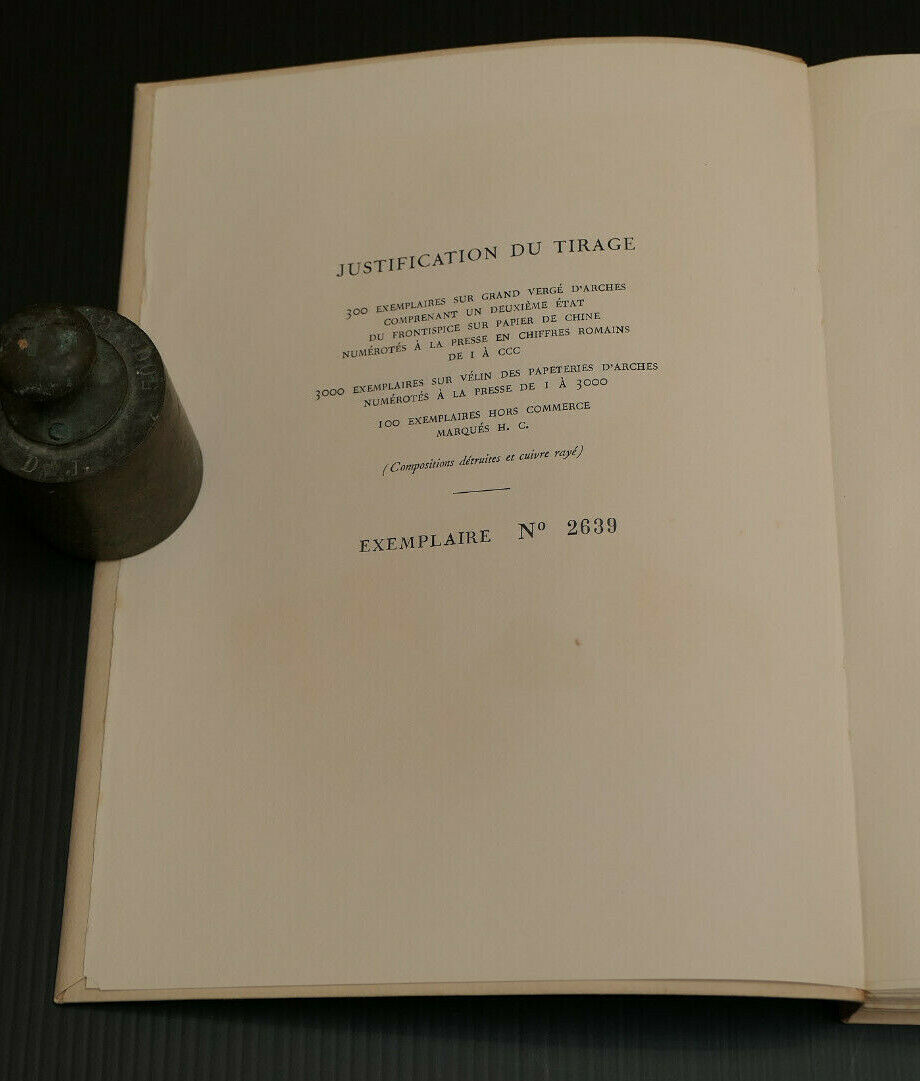 JUSTIFICATION DU TIRAGE
300 EXEMPLAIRES SUR GRAND VERGÉ D'ARCHES
COMPRENANT UN DEUXIÈME ÉTAT
DU FRONTISPICE SUR PAPIER DE CHINE
NUMÉROTÉS À LA PRESSE EN CHIFFRES ROMAINS
DE I À CCC
3000 EXEMPLAIRES SUR VÉLIN DES PAPETERIES D'ARCHES
NUMÉROTÉS À LA PRESSE DE 1 À 3000
100 EXEMPLAIRES HORS COMMERCE
MARQUÉS H. C.
(Compositions détruites et cuivre rayé)
EXEMPLAIRE Nº 2639